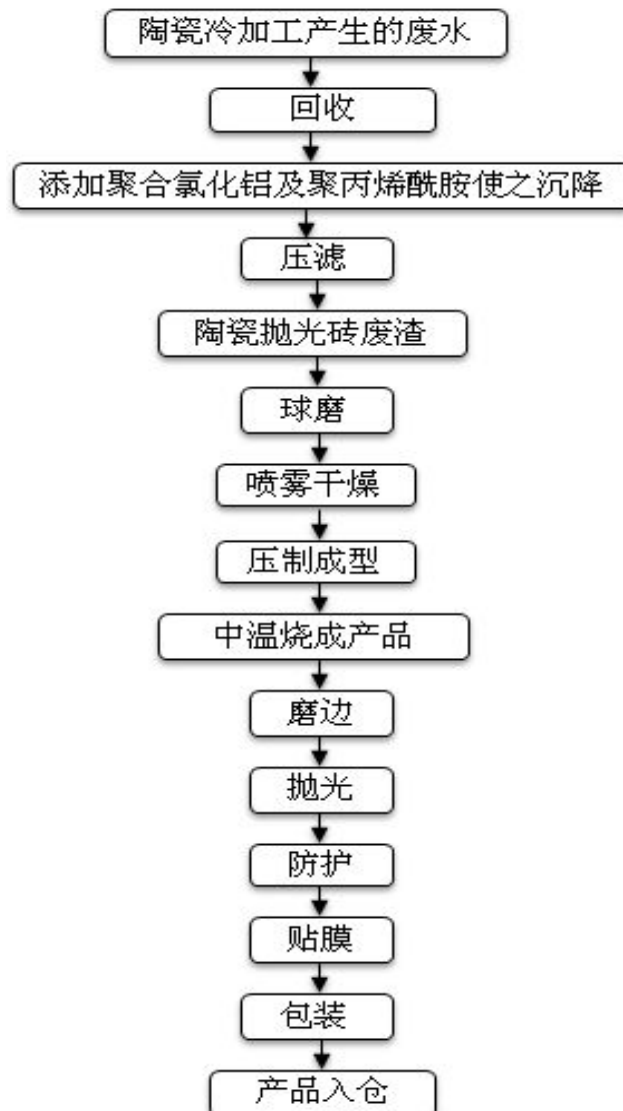 陶瓷冷加工产生的废水
回收
添加聚合氯化铝及聚丙烯酰胺使之沉降
压滤
陶瓷抛光砖废渣
球磨
喷雾干燥
压制成型
中温烧成产品
磨边
抛光
防护
贴膜
包装
产品入仓